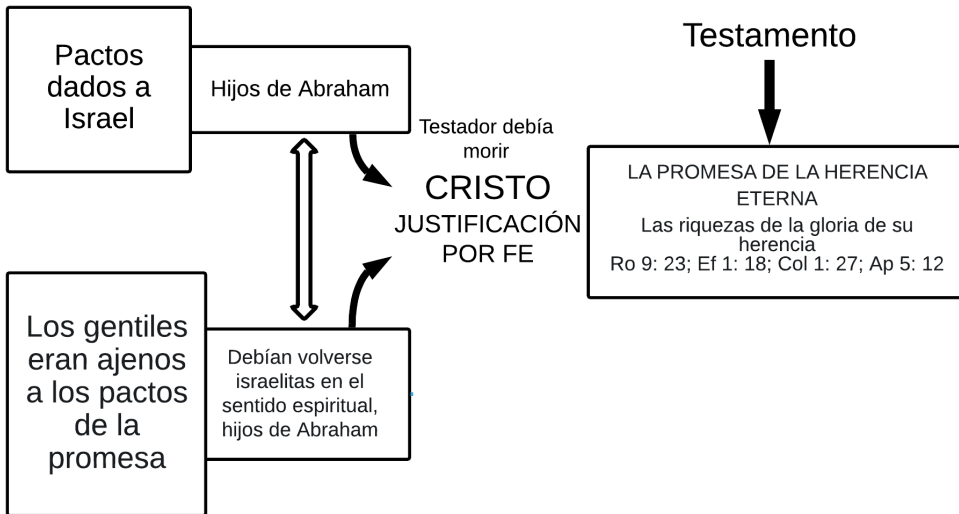 Pactos
dados a
Israel
Hijos de Abraham
Testador debía
morir
CRISTO
JUSTIFICACIÓN
POR FE
Testamento
LA PROMESA DE LA HERENCIA
ETERNA
Las riquezas de la gloria de su
herencia
Ro 9: 23; Ef 1: 18; Col 1: 27; Ap 5: 12
Los gentiles
eran ajenos
a los pactos
de la
promesa
Debían volverse
israelitas en el
sentido espiritual,
hijos de Abraham